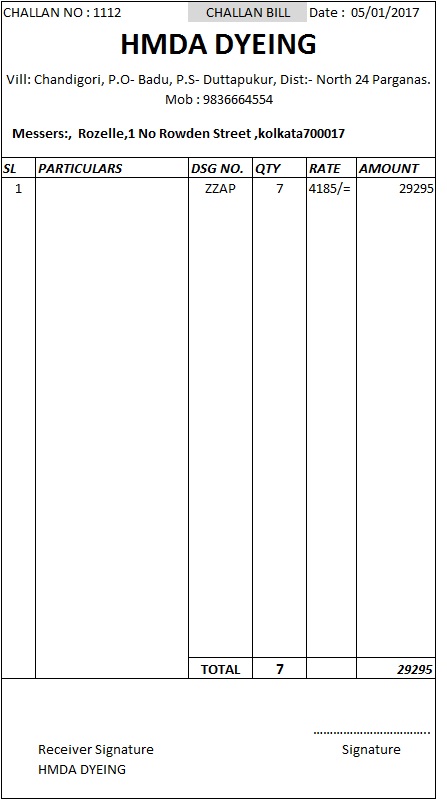 CHALLAN NO : 1112 CHALLAN BILL Date : 05/01/2017
HMDA DYEING
Vill: Chandigori, P.O- Badu, P.S- Duttapukur, Dist:- North 24 Parganas.
Mob : 9836664554
Messers:, Rozelle,1 No Rowden Street ,kolkata700017
SL PARTICULARS DSG NO. QTY RATE AMOUNT
1 ZZAP 7 4185/= 29295
TOTAL 7 29295
....................................
Receiver Signature Signature
HMDA DYEING